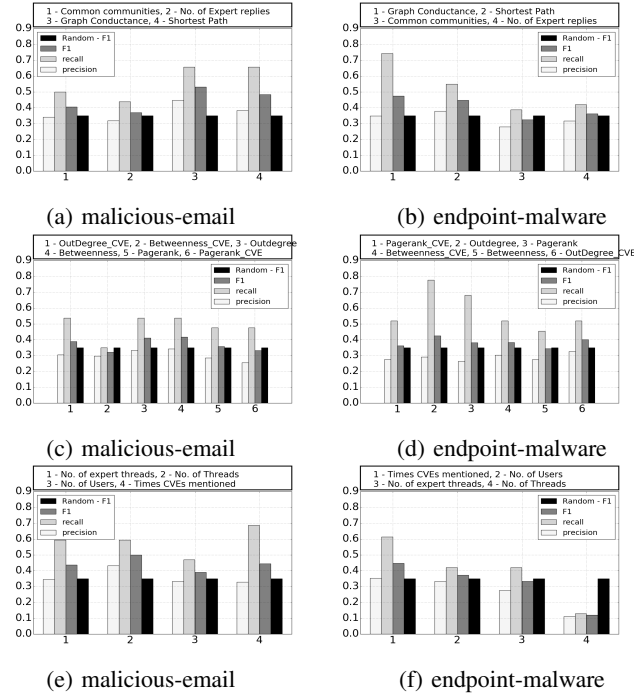 1 - Common communities, 2 - No. of Expert replies
3 - Graph Conductance, 4 - Shortest Path
0.9
0.8
0.7
0.6
0.5
0.4
0.3
0.2
0.1
0.0
Random - F1
F1
recall
precision
1 2 3 4
(a) malicious-email
1 - Graph Conductance, 2 - Shortest Path
3 - Common communities, 4 - No. of Expert replies
0.9
0.8
0.7
0.6
0.5
0.4
0.3
0.2
0.1
0.0
Random - F1
F1
recall
precision
1 2 3 4
(b) endpoint-malware
1 - OutDegree_CVE, 2 - Betweenness_CVE, 3 - Outdegree
4 - Betweenness, 5 - Pagerank, 6 - Pagerank_CVE
0.9
0.8
0.7
0.6
0.5
0.4
0.3
0.2
0.1
0.0
Random - F1
F1
recall
precision
1 2 3 4 5 6
(c) malicious-email
1 - Pagerank_CVE, 2 - Outdegree, 3 - Pagerank
4 - Betweenness_CVE, 5 - Betweenness, 6 - OutDegree_CVE
0.9
0.8
0.7
0.6
0.5
0.4
0.3
0.2
0.1
0.0
Random - F1
F1
recall
precision
1 2 3 4 5 6
(d) endpoint-malware
1 - No. of expert threads, 2 - No. of Threads
3 - No. of Users, 4 - Times CVEs mentioned
0.9
0.8
0.7
0.6
0.5
0.4
0.3
0.2
0.1
0.0
Random - F1
F1
recall
precision
1 2 3 4
(e) malicious-email
1 - Times CVEs mentioned, 2 - No. of Users
3 - No. of expert threads, 4 - No. of Threads
0.9
0.8
0.7
0.6
0.5
0.4
0.3
0.2
0.1
0.0
Random - F1
F1
recall
precision
1 2 3 4
(f) endpoint-malware